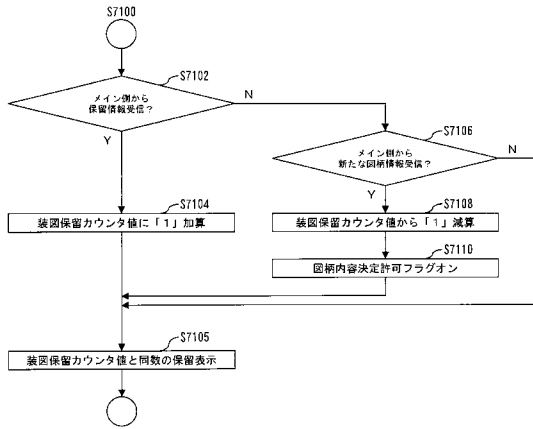 S7100
S7102
メイン側から
保留情報受信?
N
Y
S7106
メイン側から
新たな図柄情報受信?
N
Y
S7104
装図保留カウンタ値に「1」加算
S7108
装図保留カウンタ値から「1」減算
S7110
図柄内容決定許可フラグオン
S7105
装図保留カウンタ値と同数の保留表示